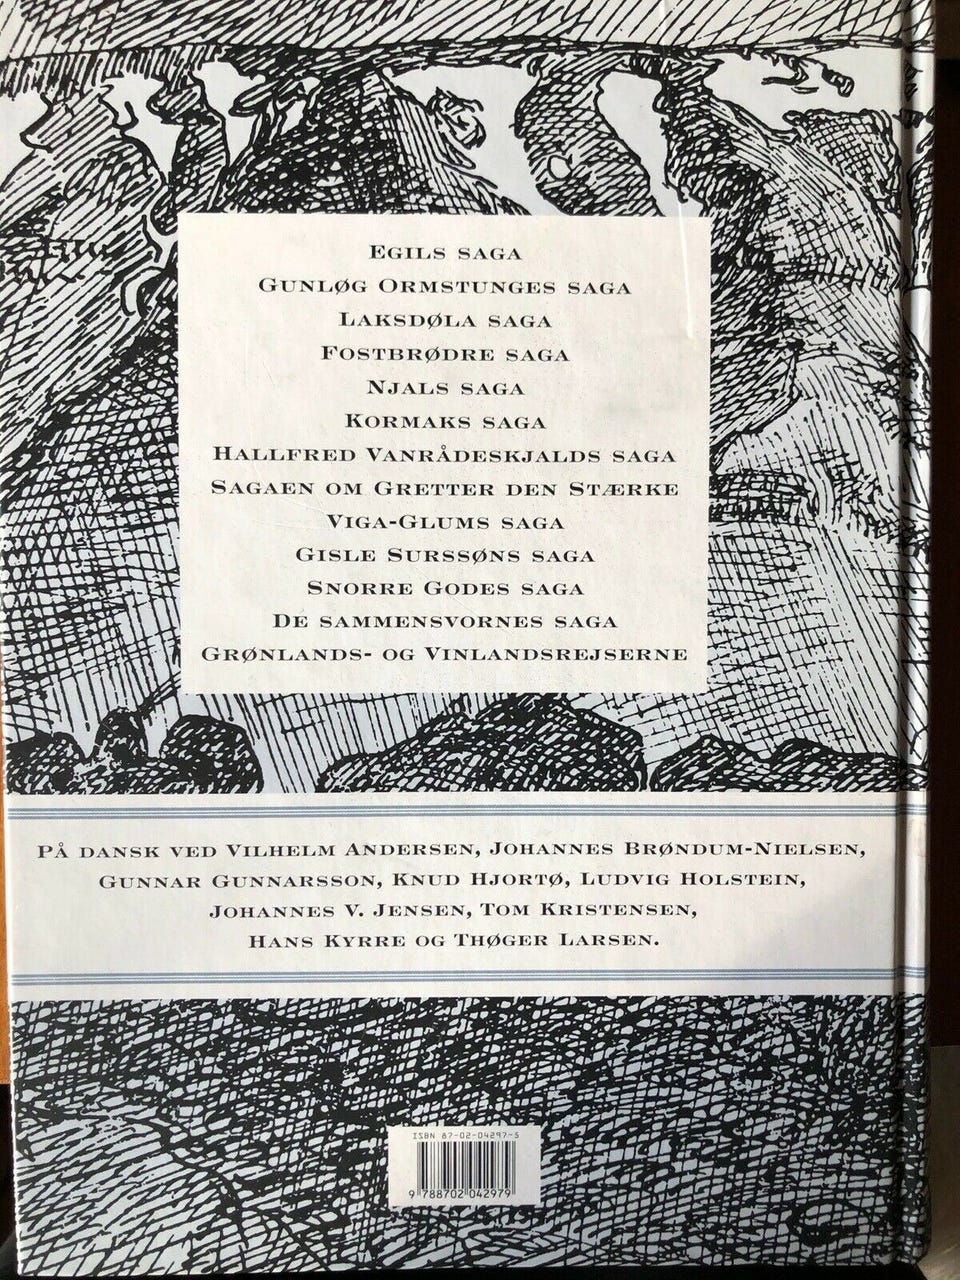 EGILS SAGA
GUNLØG ORMSTUNGES SAGA
LAKSDØLA SAGA
FOSTBRØDRE SAGA
NJALS SAGA
KORMAKS SAGA
HALLFRED VANRÅDESKJALDS SAGA
SAGAEN OM GRETTER DEN STÆRKE
VIGA-GLUMS SAGA
GISLE SURSSØNS SAGA
SNORRE GODES SAGA
DE SAMMENSVORNES SAGA
GRØNLANDS- OG VINLANDSREJSERNE
PÅ DANSK VED VILHELM ANDERSEN, JOHANNES BRØNDUM-NIELSEN,
GUNNAR GUNNARSSON, KNUD HJORTØ, LUDVIG HOLSTEIN,
JOHANNES V. JENSEN, TOM KRISTENSEN,
HANS KYRRE OG THØGER LARSEN.
ISBN 87-02-04297-5
9 788702 042979